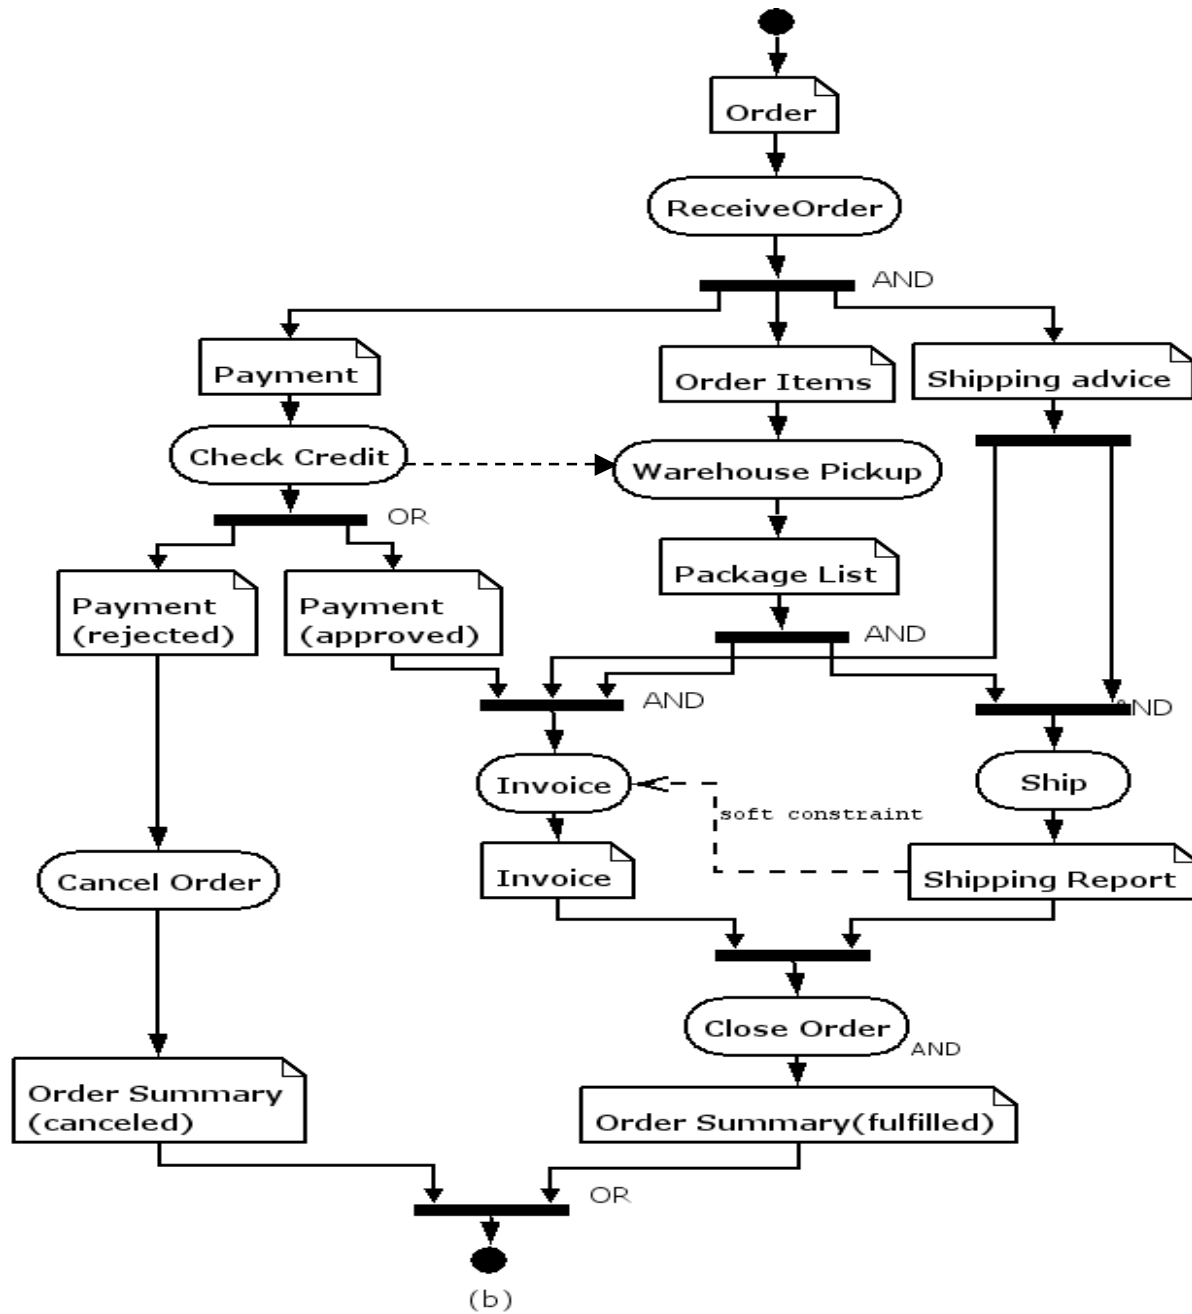 Order
ReceiveOrder
AND
Payment
Order Items
Shipping advice
Check Credit
Warehouse Pickup
OR
Payment
(rejected)
Payment
(approved)
Package List
AND
AND
AND
Invoice
Ship
soft constraint
Invoice
Shipping Report
Cancel Order
Close Order
AND
Order Summary
(canceled)
Order Summary(fulfilled)
OR
(b)